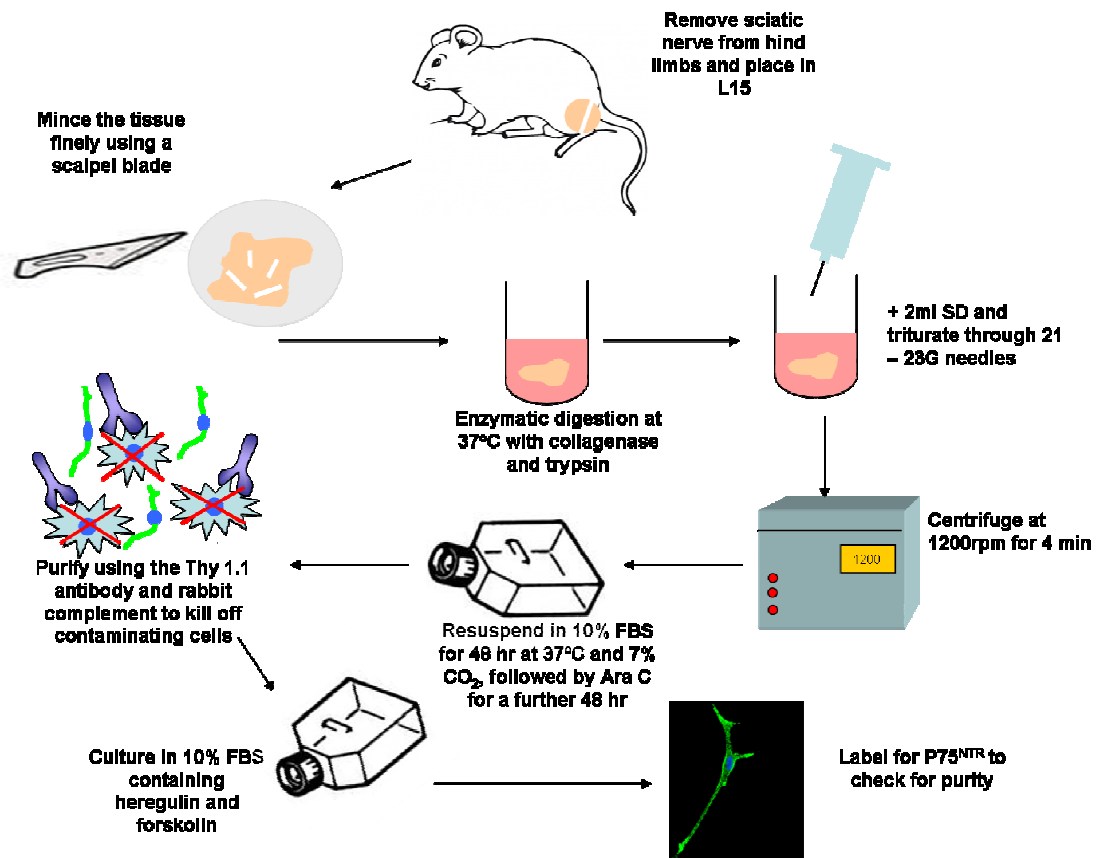 Remove sciatic
nerve from hind
limbs and place in
L15
Mince the tissue
finely using a
scalpel blade
Enzymatic digestion at
37ºC with collagenase
and trypsin
+ 2ml SD and
triturate through 21
– 23G needles
Centrifuge at
1200rpm for 4 min
1200
Resuspend in 10% FBS
for 48 hr at 37ºC and 7%
CO₂, followed by Ara C
for a further 48 hr
Purify using the Thy 1.1
antibody and rabbit
complement to kill off
contaminating cells
Culture in 10% FBS
containing
heregulin and
forskolin
Label for P75ᴺᵀᴿ to
check for purity